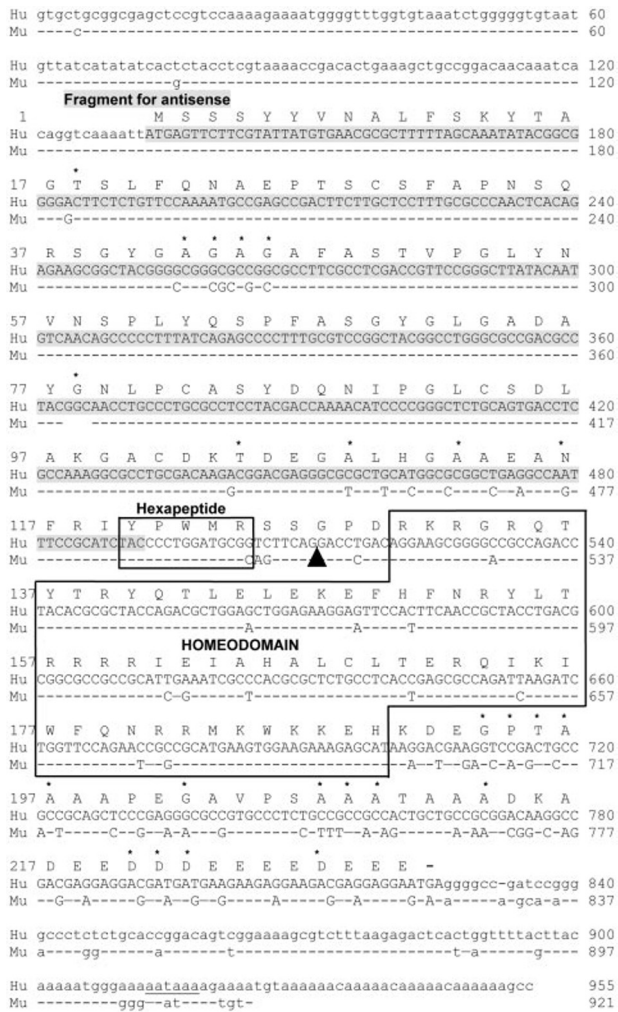 Hu gtgctgcggcgagctccgtccaaaagaaaatggggtttggtgtaaatctgggggtgtaat 60
Mu ----c------------------------------------------------------- 60
Hu gttatcatatatcactctacctcgtaaaaccgacactgaaagctgccggacaacaaatca 120
Mu -------------------g---------------------------------------- 120
Fragment for antisense
1 M S S S Y Y V N A L F S K Y T A
Hu caggtcaaaattATGAGTTCTTCGTATTATGTGAACGCGCTTTTTAGCAAATATACGGCG 180
Mu ------------------------------------------------------------ 180
*
17 G T S L F Q N A E P T S C S F A P N S Q
Hu GGGACTTCTCTGTTCCAAAATGCCGAGCCGACTTCTTGCTCCTTTGCGCCCAACTCACAG 240
Mu ---G-------------------------------------------------------- 240
* * * *
37 R S G Y G A G A G A F A S T V P G L Y N
Hu AGAAGCGGCTACGGGGCGGGCGCCGGCGCCTTCGCCTCGACCGTTCCGGGCTTATACAAT 300
Mu -------------------C---CGC-G-C------------------------------ 300
57 V N S P L Y Q S P F A S G Y G L G A D A
Hu GTCAACAGCCCCCTTTATCAGAGCCCCTTTGCGTCCGGCTACGGCCTGGGCGCCGACGCC 360
Mu ------------------------------------------------------------ 360
*
77 Y G N L P C A S Y D Q N I P G L C S D L
Hu TACGGCAACCTGCCCTGCGCCTCCTACGACCAAAACATCCCCGGGCTCTGCAGTGACCTC 420
Mu ---   ------------------------------------------------------ 417
* * * *
97 A K G A C D K T D E G A L H G A A E A N
Hu GCCAAAGGCGCCTGCGACAAGACGGACGAGGGCGCGCTGCATGGCGCGGCTGAGGCCAAT 480
Mu -----------------------G-----------T--T-C-----C----A-----G-- 477
Hexapeptide
117 F R I Y P W M R S S G P D R K R G R Q T
Hu TTCCGCATCTACCCCTGGATGCGGTCTTCAGGACCTGACAGGAAGCGGGGCCGCCAGACC 540
Mu -----------------------CAG---------C----------------A------- 537
137 Y T R Y Q T L E L E K E F H F N R Y L T
Hu TACACGCGCTACCAGACGCTGGAGCTGGAGAAGGAGTTCCACTTCAACCGCTACCTGACG 600
Mu -----------------------A-----------A-----T------------------ 597
HOMEODOMAIN
157 R R R R I E I A H A L C L T E R Q I K I
Hu CGGCGCCGCCGCATTGAAATCGCCCACGCGCTCTGCCTCACCGAGCGCCAGATTAAGATC 660
Mu --------------C-G--------T-----------------T-----------C---- 657
177 W F Q N R R M K W K K E H K D E G P T A
* * * *
Hu TGGTTCCAGAACCGCCGCATGAAGTGGAAGAAAGAGCATAAGGACGAAGGTCCGACTGCC 720
Mu -----------T--G--------------------------A--T--GA-CA-G--C--- 717
* * * * * *
197 A A A P E G A V P S A A A T A A A D K A
Hu GCCGCAGCTCCCGAGGGCGCCGTGCCCTCTGCCGCCGCCACTGCTGCCGCGGACAAGGCC 780
Mu A-T-----C---G--A---G------C-TTT--A-AG-----A-AA--CGG-C-AG 777
* * * *
217 D E E D D D E E E E D E E E -
Hu GACGAGGAGGACGATGATGAAGAAGAGGAAGACGAGGAGGAATGAggggcc-gatccggg 840
Mu --G--A-----G--A--G-----A-----G--A-----G-Aa-----a-agca--a-- 837
Hu gccctctctgcaccggacagtcggaaaagcgtctttaagagactcactggttttacttac 900
Mu --a----gg-----a--------t------------------------ta-----g---- 897
Hu aaaaatgggaaaaataaaagaaaatgtaaaaaacaaaaacaaaaacaaaaaagcc 955
Mu ---------ggg--at----tgt- 921